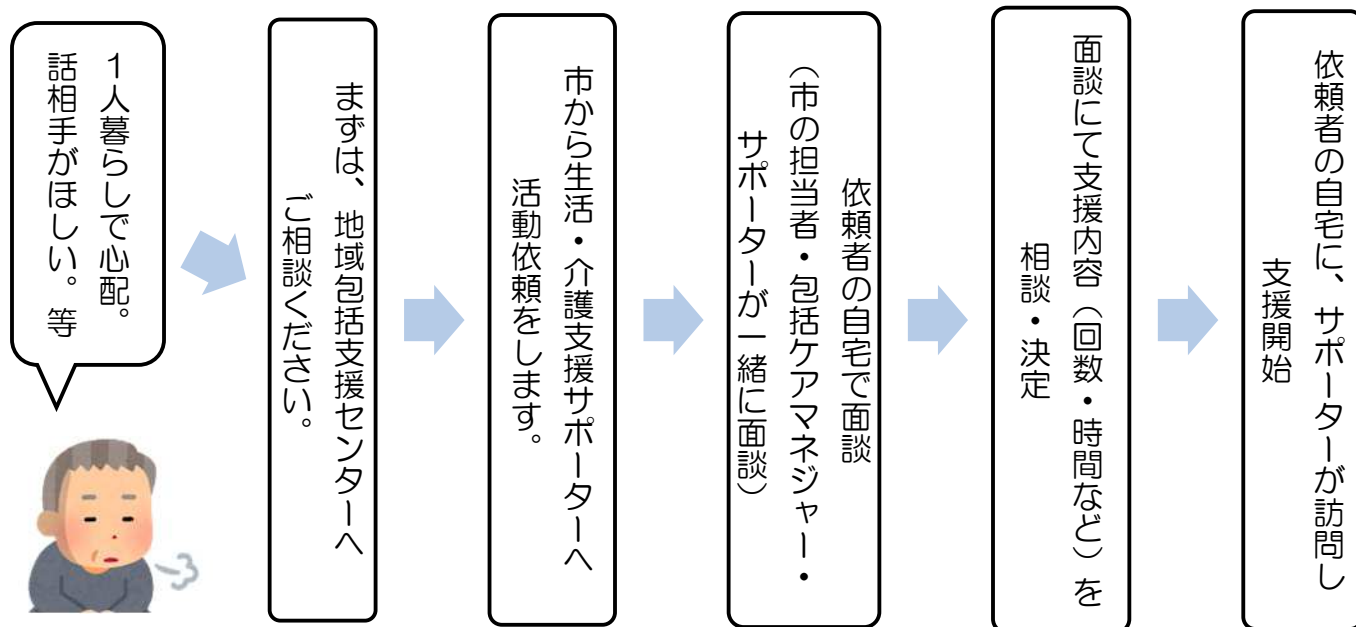 １人暮らしで心配。
話相手がほしい。等
まずは、地域包括支援センターへ
ご相談ください。
市から生活・介護支援サポーターへ
活動依頼をします。
依頼者の自宅で面談
（市の担当者・包括ケアマネジャー・
サポーターが一緒に面談）
面談にて支援内容（回数・時間など）を
相談・決定
依頼者の自宅に、サポーターが訪問し
支援開始